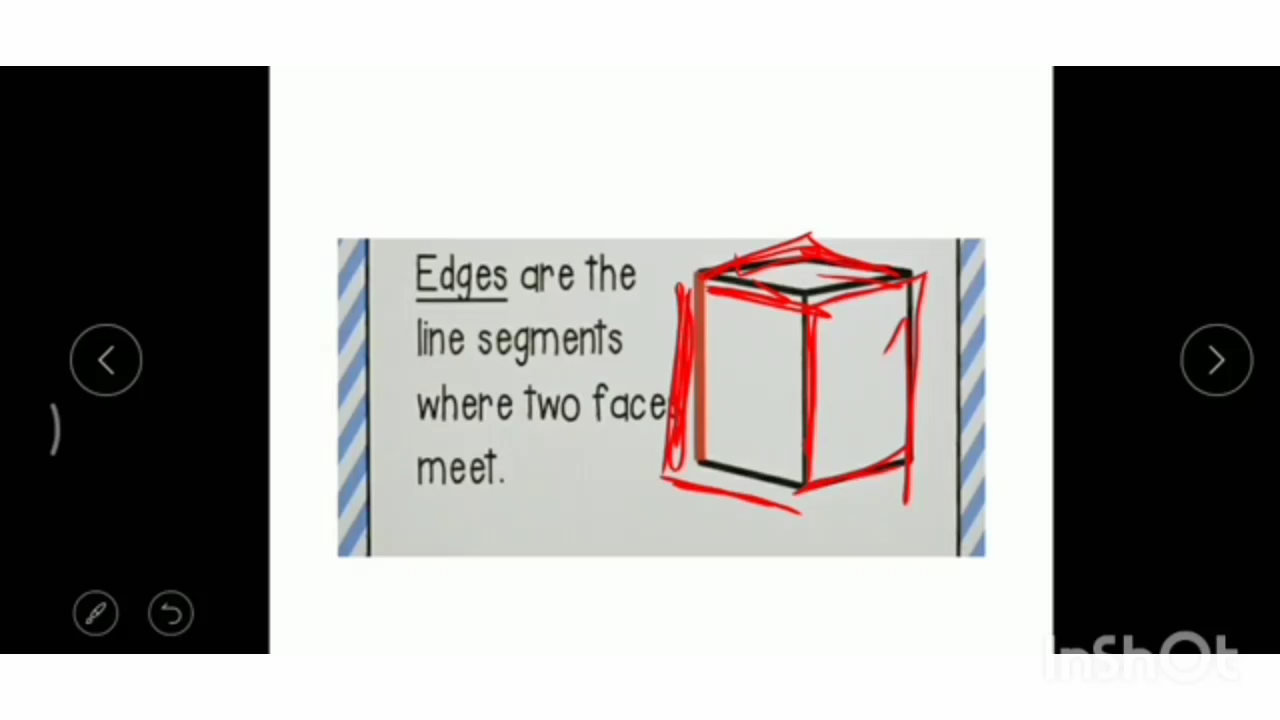 Edges are the
line segments
where two faces
meet.
InShOt